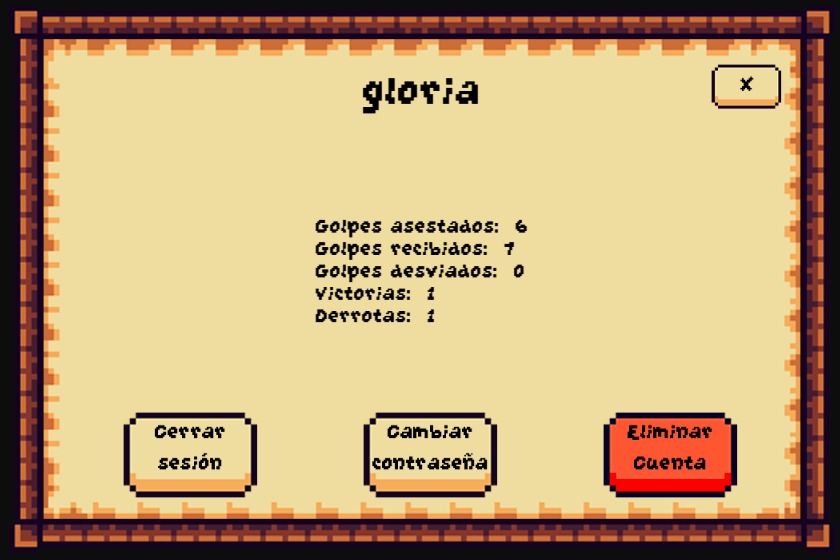 gloria
x
Golpes asestados: 6
Golpes recibidos: 7
Golpes desviados: 0
Victorias: 1
Derrotas: 1
Cerrar
sesión
Cambiar
contraseña
Eliminar
Cuenta